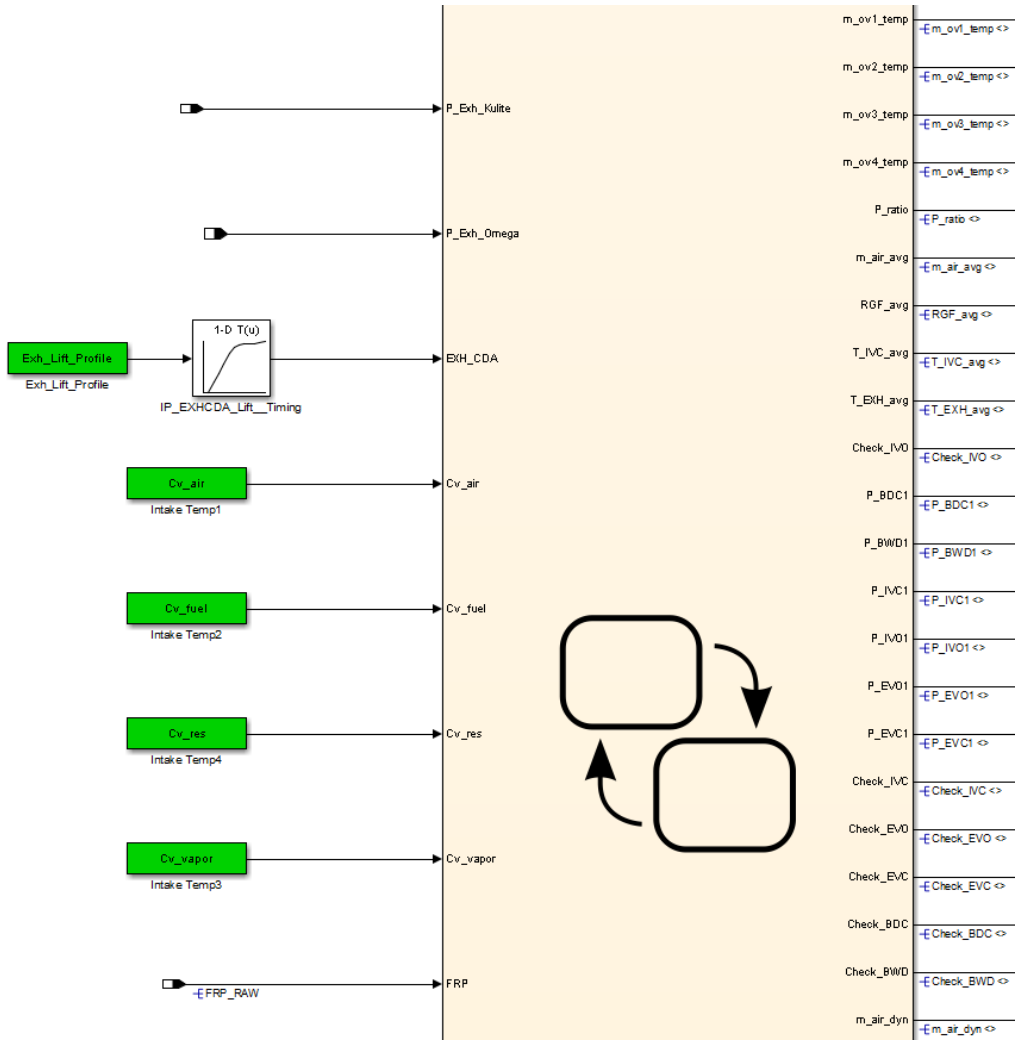 P_Exh_Kulite
P_Exh_Omega
Exh_Lift_Profile
Exh_Lift_Profile
1-D T(u)
IP_EXHCDA_Lift__Timing
EXH_CDA
Cv_air
Intake Temp1
Cv_air
Cv_fuel
Intake Temp2
Cv_fuel
Cv_res
Intake Temp4
Cv_res
Cv_vapor
Intake Temp3
Cv_vapor
FRP_RAW
FRP
m_ov1_temp
m_ov1_temp <>
m_ov2_temp
m_ov2_temp <>
m_ov3_temp
m_ov3_temp <>
m_ov4_temp
m_ov4_temp <>
P_ratio
P_ratio <>
m_air_avg
m_air_avg <>
RGF_avg
RGF_avg <>
T_IVC_avg
T_IVC_avg <>
T_EXH_avg
T_EXH_avg <>
Check_IVO
Check_IVO <>
P_BDC1
P_BDC1 <>
P_BWD1
P_BWD1 <>
P_IVC1
P_IVC1 <>
P_IVO1
P_IVO1 <>
P_EVO1
P_EVO1 <>
P_EVC1
P_EVC1 <>
Check_IVC
Check_IVC <>
Check_EVO
Check_EVO <>
Check_EVC
Check_EVC <>
Check_BDC
Check_BDC <>
Check_BWD
Check_BWD <>
m_air_dyn
m_air_dyn <>